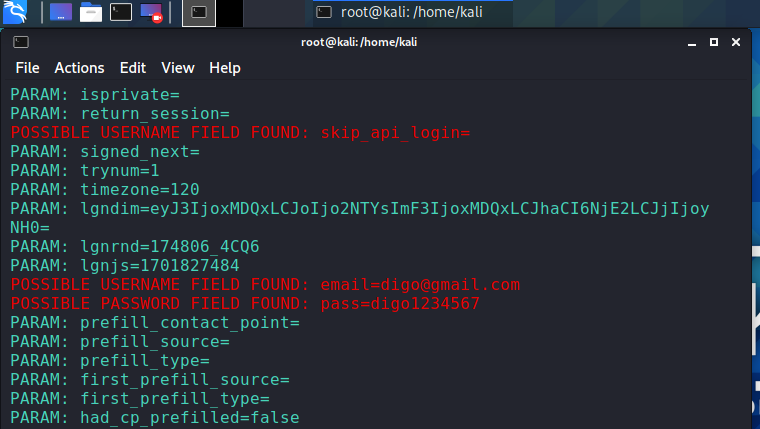 root@kali: /home/kali
root@kali:/home/kali
File Actions Edit View Help
PARAM: isprivate=
PARAM: return_session=
POSSIBLE USERNAME FIELD FOUND: skip_api_login=
PARAM: signed_next=
PARAM: trynum=1
PARAM: timezone=120
PARAM: lgndim=eyJ3IjoxMDQxLCJoIjo2NTYsImF3IjoxMDQxLCJhaCI6NjE2LCJjIjoy
NH0=
PARAM: lgnrnd=174806_4CQ6
PARAM: lgnjs=1701827484
POSSIBLE USERNAME FIELD FOUND: email=digo@gmail.com
POSSIBLE PASSWORD FIELD FOUND: pass=digo1234567
PARAM: prefill_contact_point=
PARAM: prefill_source=
PARAM: prefill_type=
PARAM: first_prefill_source=
PARAM: first_prefill_type=
PARAM: had_cp_prefilled=false